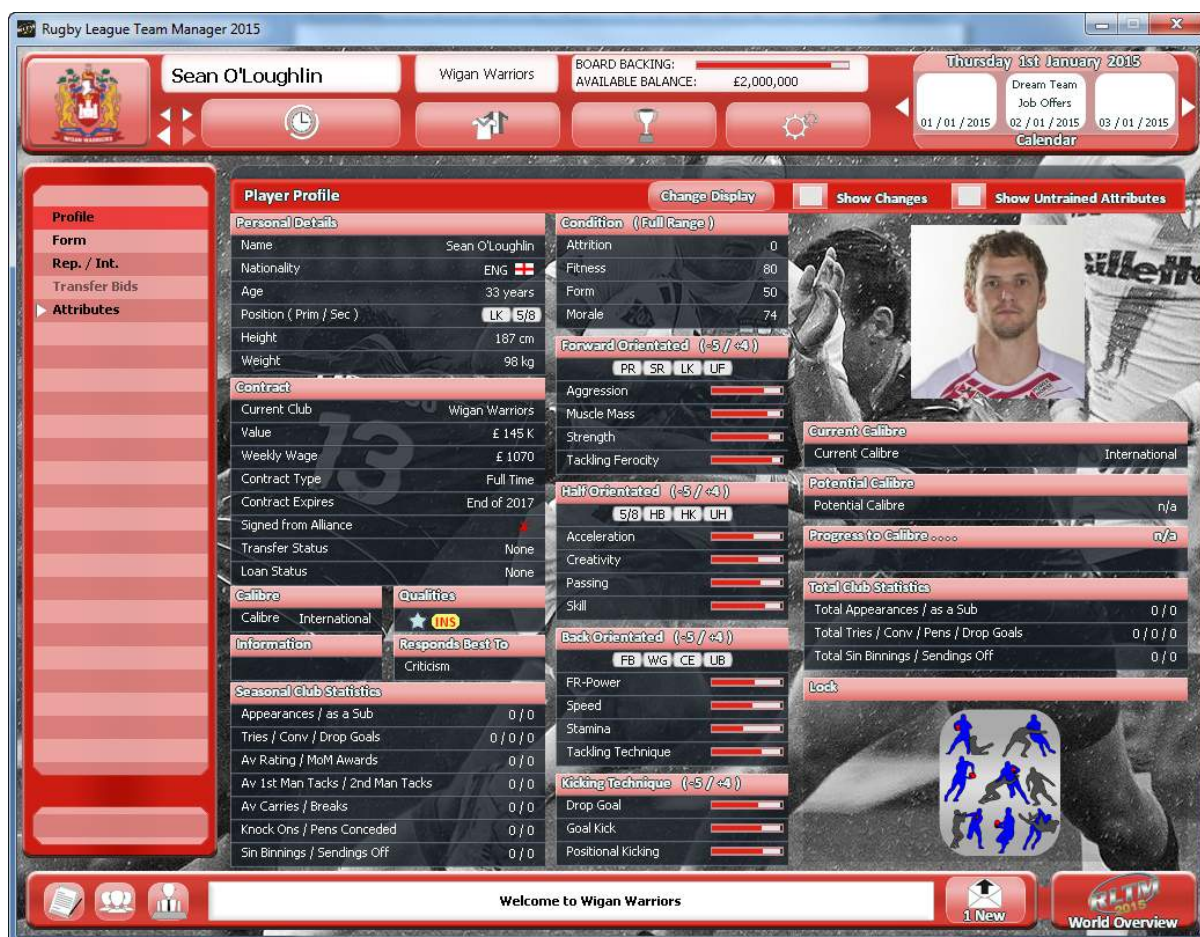 Rugby League Team Manager 2015
Sean O'Loughlin
Wigan Warriors
BOARD BACKING:
AVAILABLE BALANCE: £2,000,000
Thursday 1st January 2015
Dream Team
Job Offers
01 / 01 / 2015 02 / 01 / 2015 03 / 01 / 2015
Calendar
WIGAN WARRIORS
Profile
Form
Rep. / Int.
Transfer Bids
Attributes
Player Profile
Change Display
Show Changes
Show Untrained Attributes
Personal Details
Name Sean O'Loughlin
Nationality ENG
Age 33 years
Position ( Prim / Sec ) LK 5/8
Height 187 cm
Weight 98 kg
Contract
Current Club Wigan Warriors
Value £ 145 K
Weekly Wage £ 1070
Contract Type Full Time
Contract Expires End of 2017
Signed from Alliance x
Transfer Status None
Loan Status None
Calibre
Calibre International
Qualities
INS
Information
Responds Best To
Criticism
Seasonal Club Statistics
Appearances / as a Sub 0 / 0
Tries / Conv / Drop Goals 0 / 0 / 0
Av Rating / MoM Awards 0 / 0
Av 1st Man Tacks / 2nd Man Tacks 0 / 0
Av Carries / Breaks 0 / 0
Knock Ons / Pens Conceded 0 / 0
Sin Binnings / Sendings Off 0 / 0
Condition ( Full Range )
Attrition 0
Fitness 80
Form 50
Morale 74
Forward Orientated (-5 / +4 )
PR SR LK UF
Aggression
Muscle Mass
Strength
Tackling Ferocity
Half Orientated (-5 / +4 )
5/8 HB HK UH
Acceleration
Creativity
Passing
Skill
Back Orientated (-5 / +4 )
FB WG CE UB
FR-Power
Speed
Stamina
Tackling Technique
Kicking Technique (-5 / +4 )
Drop Goal
Goal Kick
Positional Kicking
Gillette
13
Current Calibre
Current Calibre International
Potential Calibre
Potential Calibre n/a
Progress to Calibre . . . . n/a
Total Club Statistics
Total Appearances / as a Sub 0 / 0
Total Tries / Conv / Pens / Drop Goals 0 / 0 / 0
Total Sin Binnings / Sendings Off 0 / 0
Lock
Welcome to Wigan Warriors
1 New
RLTM
2015
World Overview